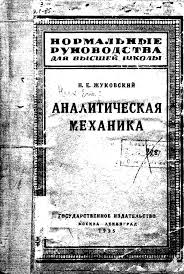 НОРМАЛЬНЫЕ
РУКОВОДСТВА
ДЛЯ ВЫСШЕЙ ШКОЛЫ
Н. Е. ЖУКОВСКИЙ
АНАЛИТИЧЕСКАЯ
МЕХАНИКА
ГОСУДАРСТВЕННОЕ ИЗДАТЕЛЬСТВО
МОСКВА ЛЕНИНГРАД